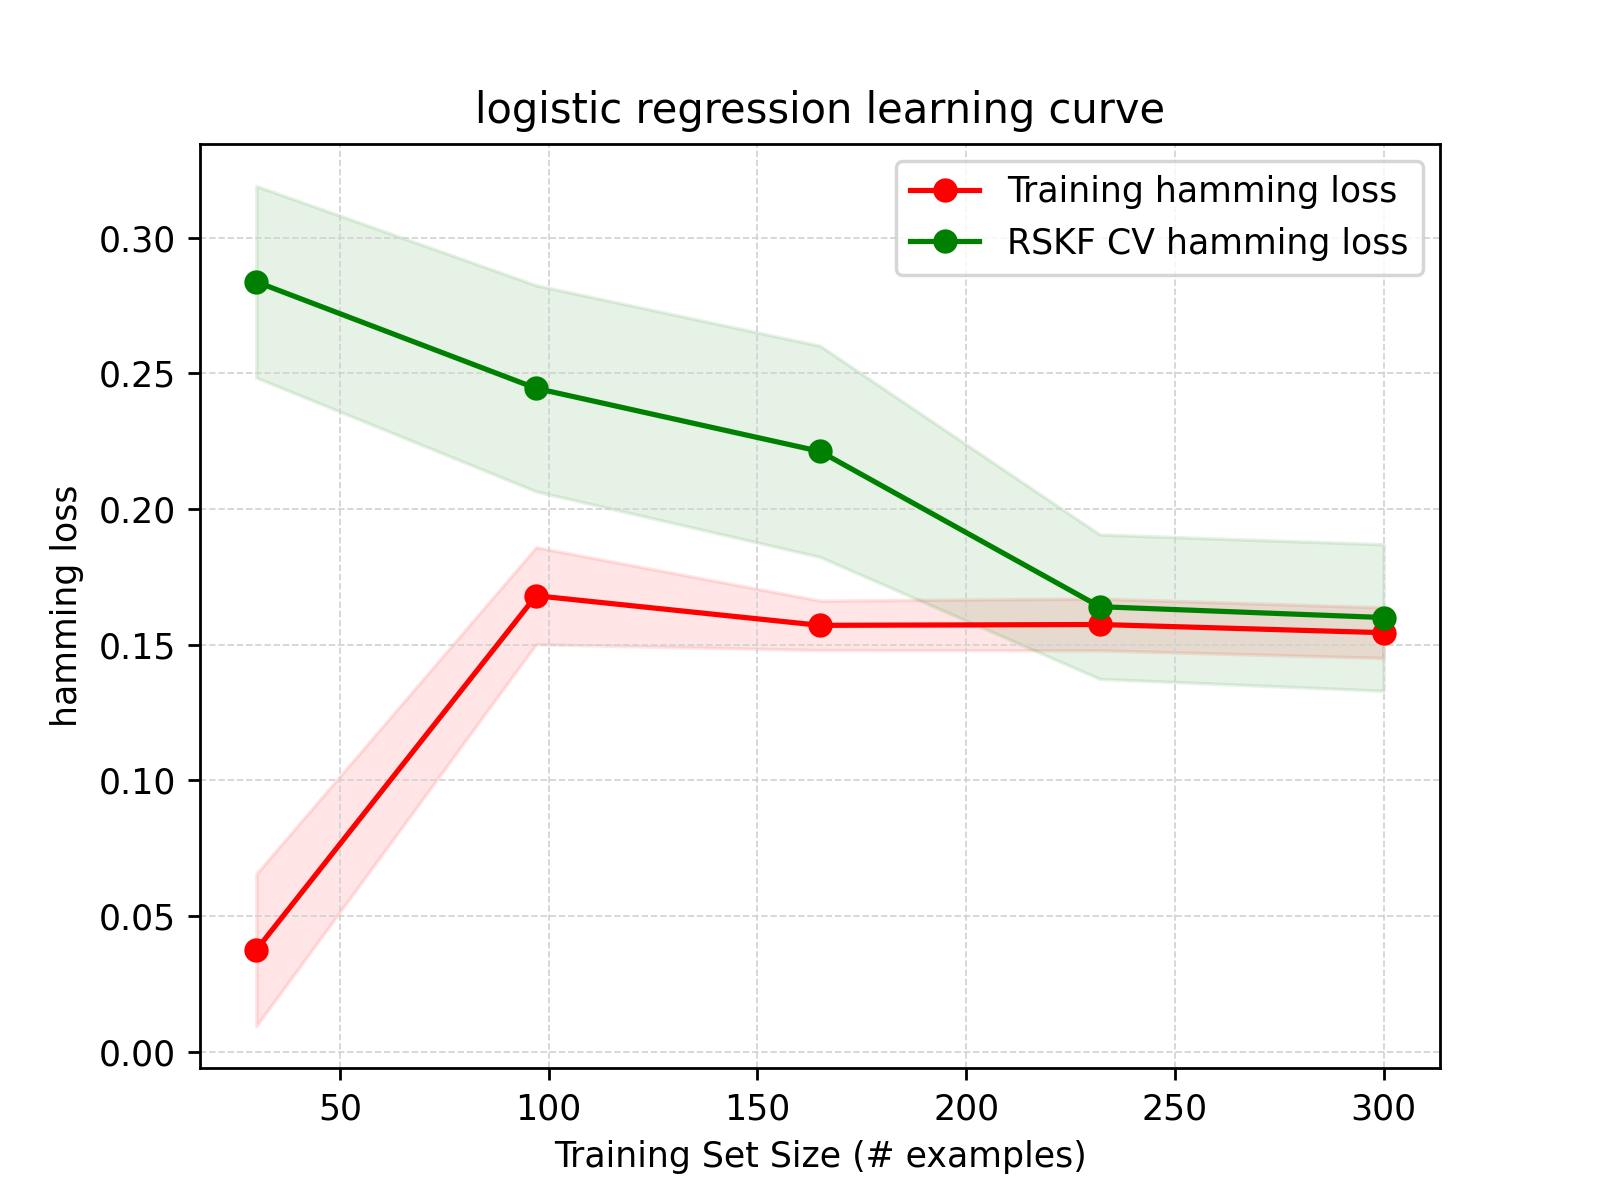 logistic regression learning curve
Training hamming loss
RSKF CV hamming loss
hamming loss
0.30
0.25
0.20
0.15
0.10
0.05
0.00
50 100 150 200 250 300
Training Set Size (# examples)